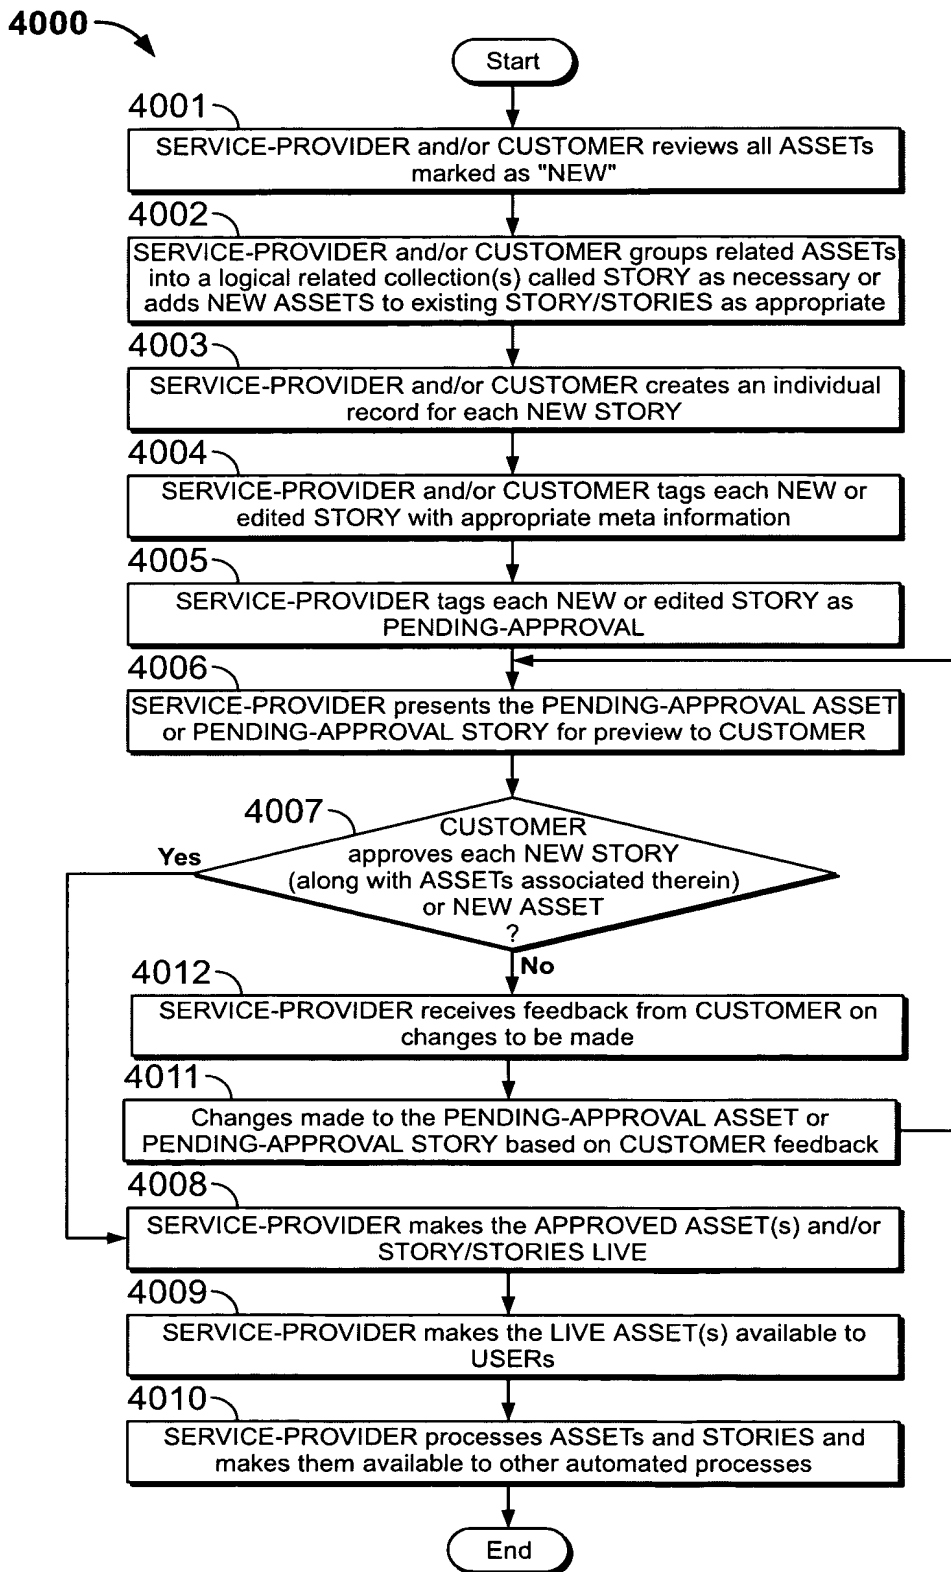 4000
Start
4001
SERVICE-PROVIDER and/or CUSTOMER reviews all ASSETs
marked as "NEW"
4002
SERVICE-PROVIDER and/or CUSTOMER groups related ASSETs
into a logical related collection(s) called STORY as necessary or
adds NEW ASSETS to existing STORY/STORIES as appropriate
4003
SERVICE-PROVIDER and/or CUSTOMER creates an individual
record for each NEW STORY
4004
SERVICE-PROVIDER and/or CUSTOMER tags each NEW or
edited STORY with appropriate meta information
4005
SERVICE-PROVIDER tags each NEW or edited STORY as
PENDING-APPROVAL
4006
SERVICE-PROVIDER presents the PENDING-APPROVAL ASSET
or PENDING-APPROVAL STORY for preview to CUSTOMER
4007
CUSTOMER
approves each NEW STORY
(along with ASSETs associated therein)
or NEW ASSET
?
Yes
No
4012
SERVICE-PROVIDER receives feedback from CUSTOMER on
changes to be made
4011
Changes made to the PENDING-APPROVAL ASSET or
PENDING-APPROVAL STORY based on CUSTOMER feedback
4008
SERVICE-PROVIDER makes the APPROVED ASSET(s) and/or
STORY/STORIES LIVE
4009
SERVICE-PROVIDER makes the LIVE ASSET(s) available to
USERs
4010
SERVICE-PROVIDER processes ASSETs and STORIES and
makes them available to other automated processes
End